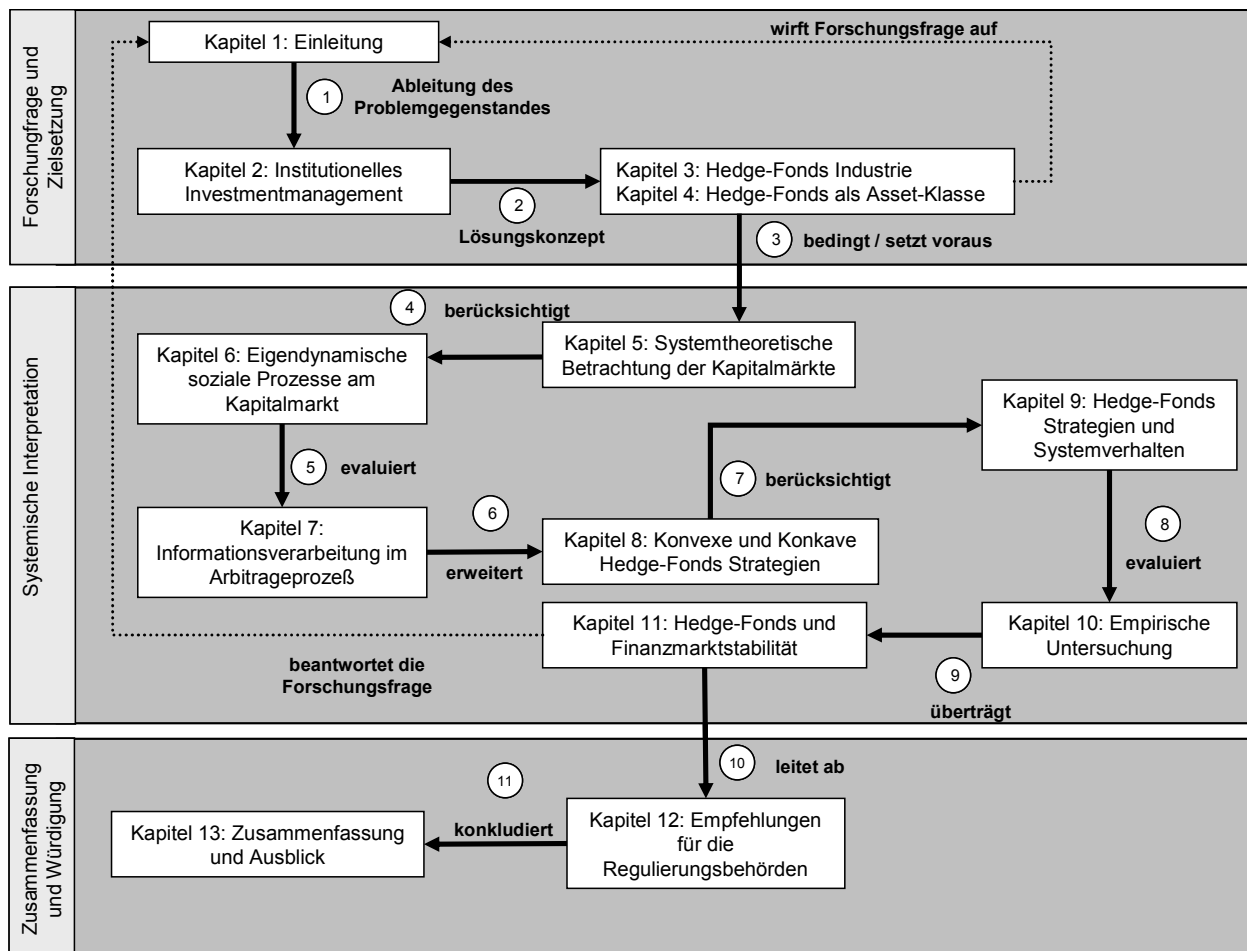 Forschungfrage und
Zielsetzung
Kapitel 1: Einleitung
wirft Forschungsfrage auf
1
Ableitung des
Problemgegenstandes
Kapitel 2: Institutionelles
Investmentmanagement
2
Lösungskonzept
Kapitel 3: Hedge-Fonds Industrie
Kapitel 4: Hedge-Fonds als Asset-Klasse
3
bedingt / setzt voraus
Systemische Interpretation
4
berücksichtigt
Kapitel 5: Systemtheoretische
Betrachtung der Kapitalmärkte
Kapitel 6: Eigendynamische
soziale Prozesse am
Kapitalmarkt
5
evaluiert
Kapitel 7:
Informationsverarbeitung im
Arbitrageprozeß
6
erweitert
Kapitel 8: Konvexe und Konkave
Hedge-Fonds Strategien
7
berücksichtigt
Kapitel 9: Hedge-Fonds
Strategien und
Systemverhalten
8
evaluiert
Kapitel 10: Empirische
Untersuchung
9
überträgt
Kapitel 11: Hedge-Fonds und
Finanzmarktstabilität
beantwortet die
Forschungsfrage
Zusammenfassung
und Würdigung
10
leitet ab
Kapitel 12: Empfehlungen
für die
Regulierungsbehörden
11
konkludiert
Kapitel 13: Zusammenfassung
und Ausblick